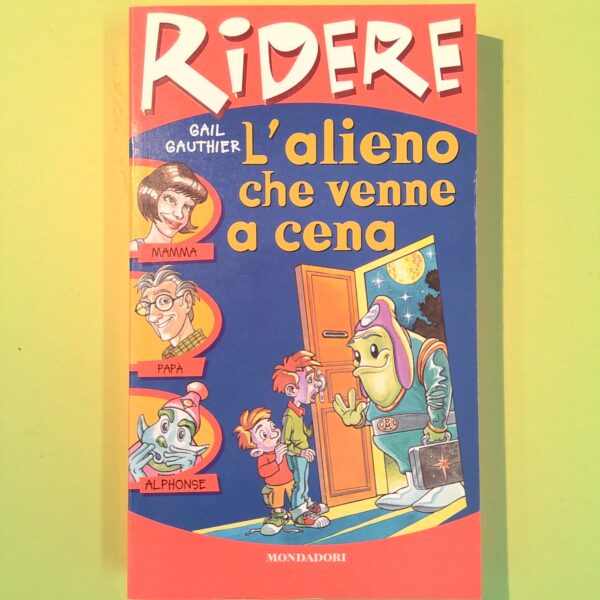 RiDERE
GAIL
GAUTHIER
L'alieno
che venne
a cena
MAMMA
PAPÀ
ALPHONSE
MONDADORI